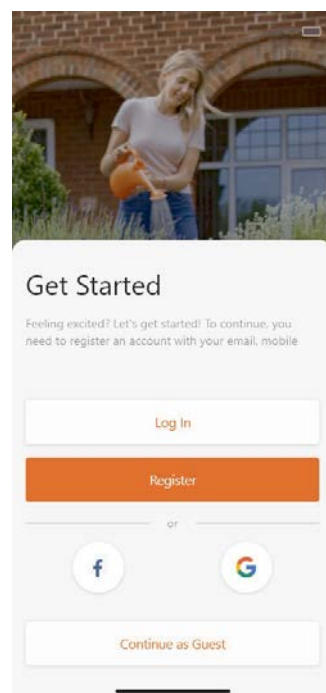 Get Started
Feeling excited? Let's get started! To continue, you
need to register an account with your email, mobile
Log In
Register
or
f
G
Continue as Guest